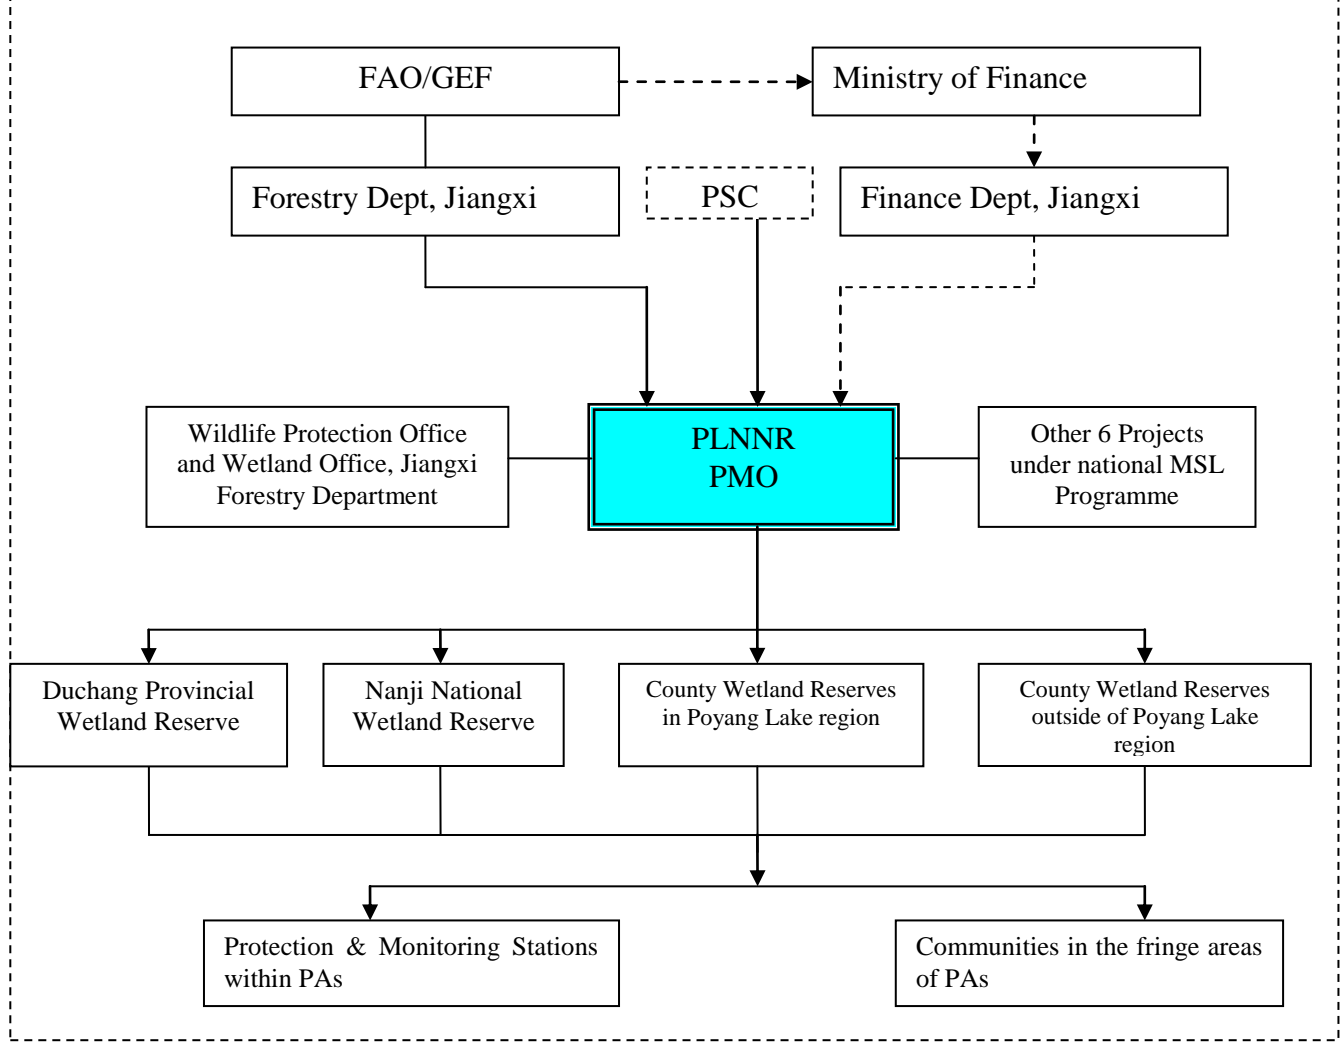 FAO/GEF
Ministry of Finance
Forestry Dept, Jiangxi
PSC
Finance Dept, Jiangxi
Wildlife Protection Office
and Wetland Office, Jiangxi
Forestry Department
PLNNR
PMO
Other 6 Projects
under national MSL
Programme
Duchang Provincial
Wetland Reserve
Nanji National
Wetland Reserve
County Wetland Reserves
in Poyang Lake region
County Wetland Reserves
outside of Poyang Lake
region
Protection & Monitoring Stations
within PAs
Communities in the fringe areas
of PAs